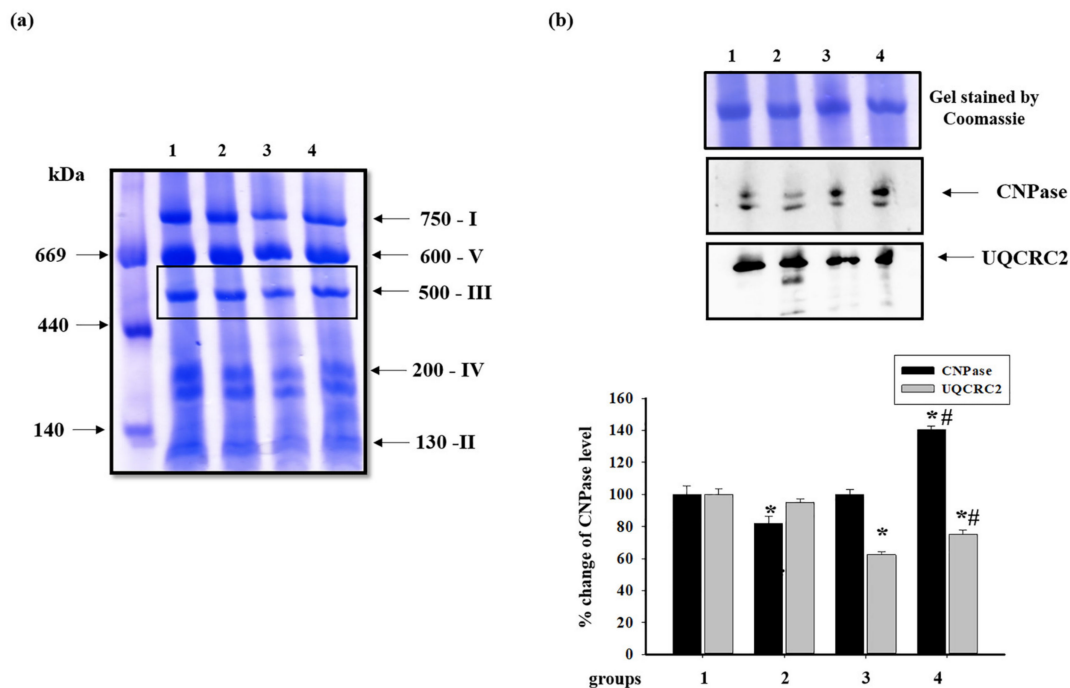 (a)
(b)
kDa
1 2 3 4
669
440
140
750 - I
600 - V
500 - III
200 - IV
130 -II
1 2 3 4
Gel stained by
Coomassie
CNPase
UQCRC2
CNPase
UQCRC2
% change of CNPase level
160
140
120
100
80
60
40
20
0
*
*
*#
*#
groups 1 2 3 4